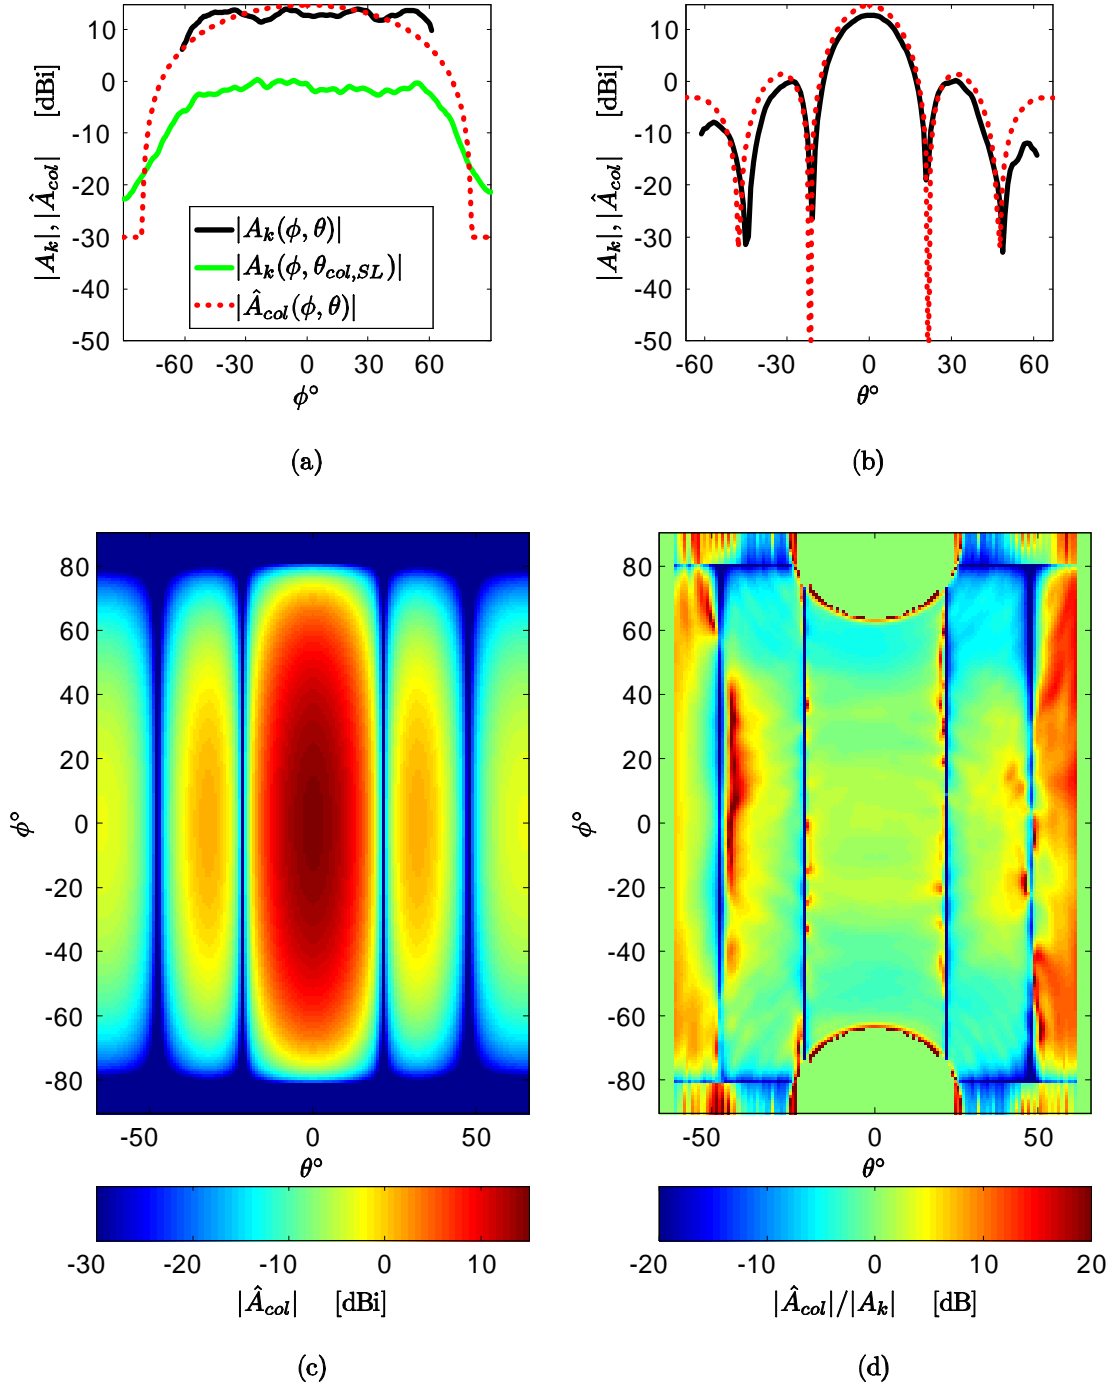 10
0
-10
-20
-30
-40
-50
|A_k|, |Â_col| [dBi]
|A_k(ϕ, θ)|
|A_k(ϕ, θ_col,SL)|
|Â_col(ϕ, θ)|
-60 -30 0 30 60
ϕ°
(a)
10
0
-10
-20
-30
-40
-50
|A_k|, |Â_col| [dBi]
-60 -30 0 30 60
θ°
(b)
80
60
40
20
0
-20
-40
-60
-80
ϕ°
-50 0 50
θ°
-30 -20 -10 0 10
|Â_col| [dBi]
(c)
80
60
40
20
0
-20
-40
-60
-80
ϕ°
-50 0 50
θ°
-20 -10 0 10 20
|Â_col|/|A_k| [dB]
(d)